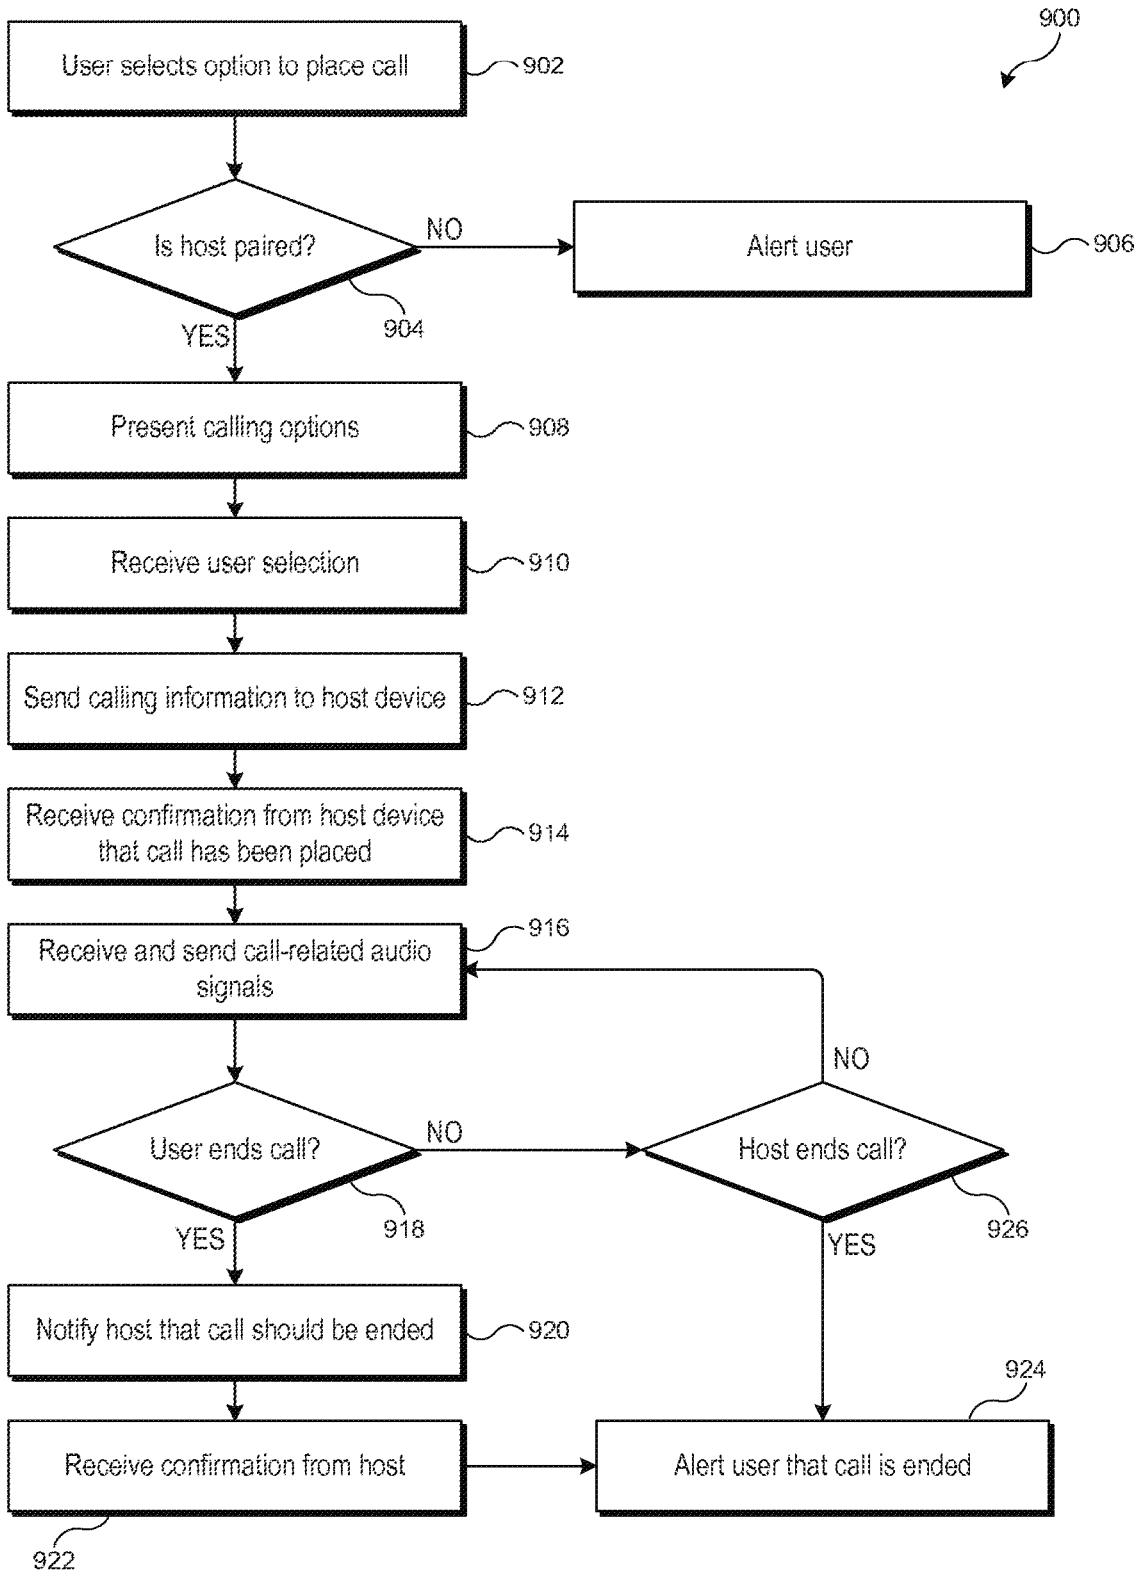 900
User selects option to place call
902
Is host paired?
NO
904
YES
Alert user
906
Present calling options
908
Receive user selection
910
Send calling information to host device
912
Receive confirmation from host device
that call has been placed
914
Receive and send call-related audio
signals
916
User ends call?
NO
918
YES
Host ends call?
NO
926
YES
Notify host that call should be ended
920
Receive confirmation from host
922
Alert user that call is ended
924